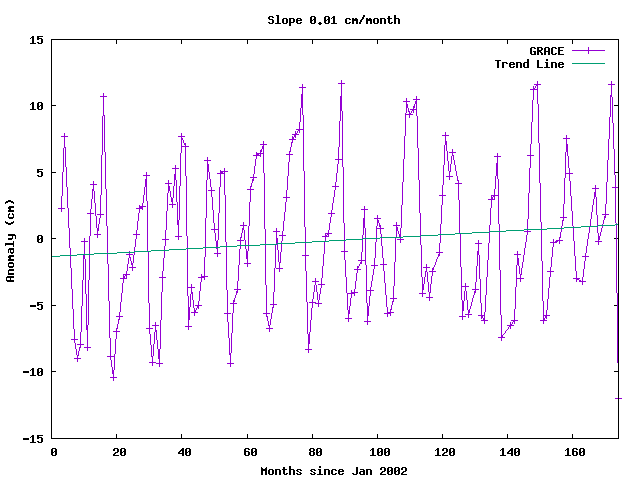 Slope 0.01 cm/month
GRACE
Trend Line
15
10
5
0
-5
-10
-15
Anomaly (cm)
0 20 40 60 80 100 120 140 160
Months since Jan 2002